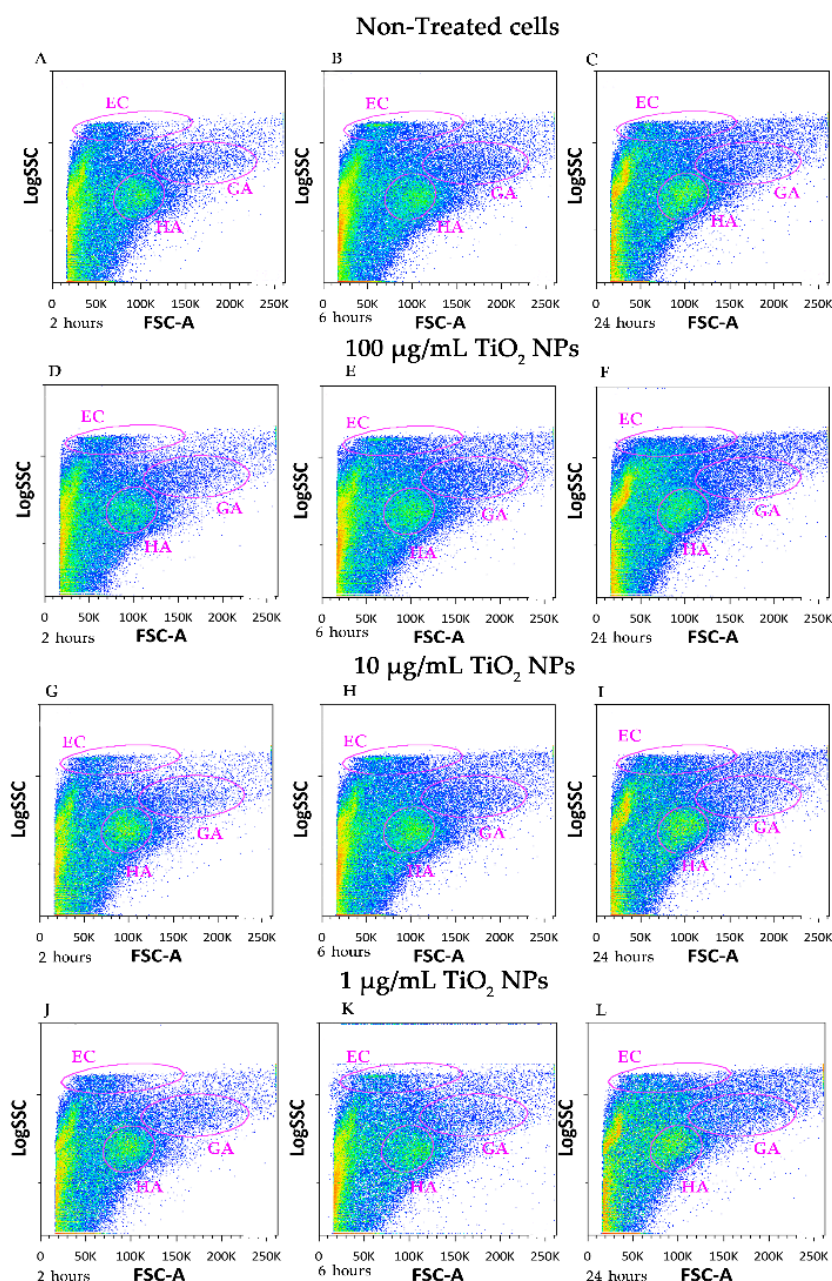 Non-Treated cells
A B C
EC EC EC
LogSSC LogSSC LogSSC
GA GA GA
HA HA HA
0 50K 100K 150K 200K 250K 0 50K 100K 150K 200K 250K 0 50K 100K 150K 200K 250K
2 hours FSC-A 6 hours FSC-A 24 hours FSC-A
100 µg/mL TiO2 NPs
D E F
EC EC EC
LogSSC LogSSC LogSSC
GA GA GA
HA HA HA
0 50K 100K 150K 200K 250K 0 50K 100K 150K 200K 250K 0 50K 100K 150K 200K 250K
2 hours FSC-A 6 hours FSC-A 24 hours FSC-A
10 µg/mL TiO2 NPs
G H I
EC EC EC
LogSSC LogSSC LogSSC
GA GA GA
HA HA HA
0 50K 100K 150K 200K 250K 0 50K 100K 150K 200K 250K 0 50K 100K 150K 200K 250K
2 hours FSC-A 6 hours FSC-A 24 hours FSC-A
1 µg/mL TiO2 NPs
J K L
EC EC EC
LogSSC LogSSC LogSSC
GA GA GA
HA HA HA
0 50K 100K 150K 200K 250K 0 50K 100K 150K 200K 250K 0 50K 100K 150K 200K 250K
2 hours FSC-A 6 hours FSC-A 24 hours FSC-A